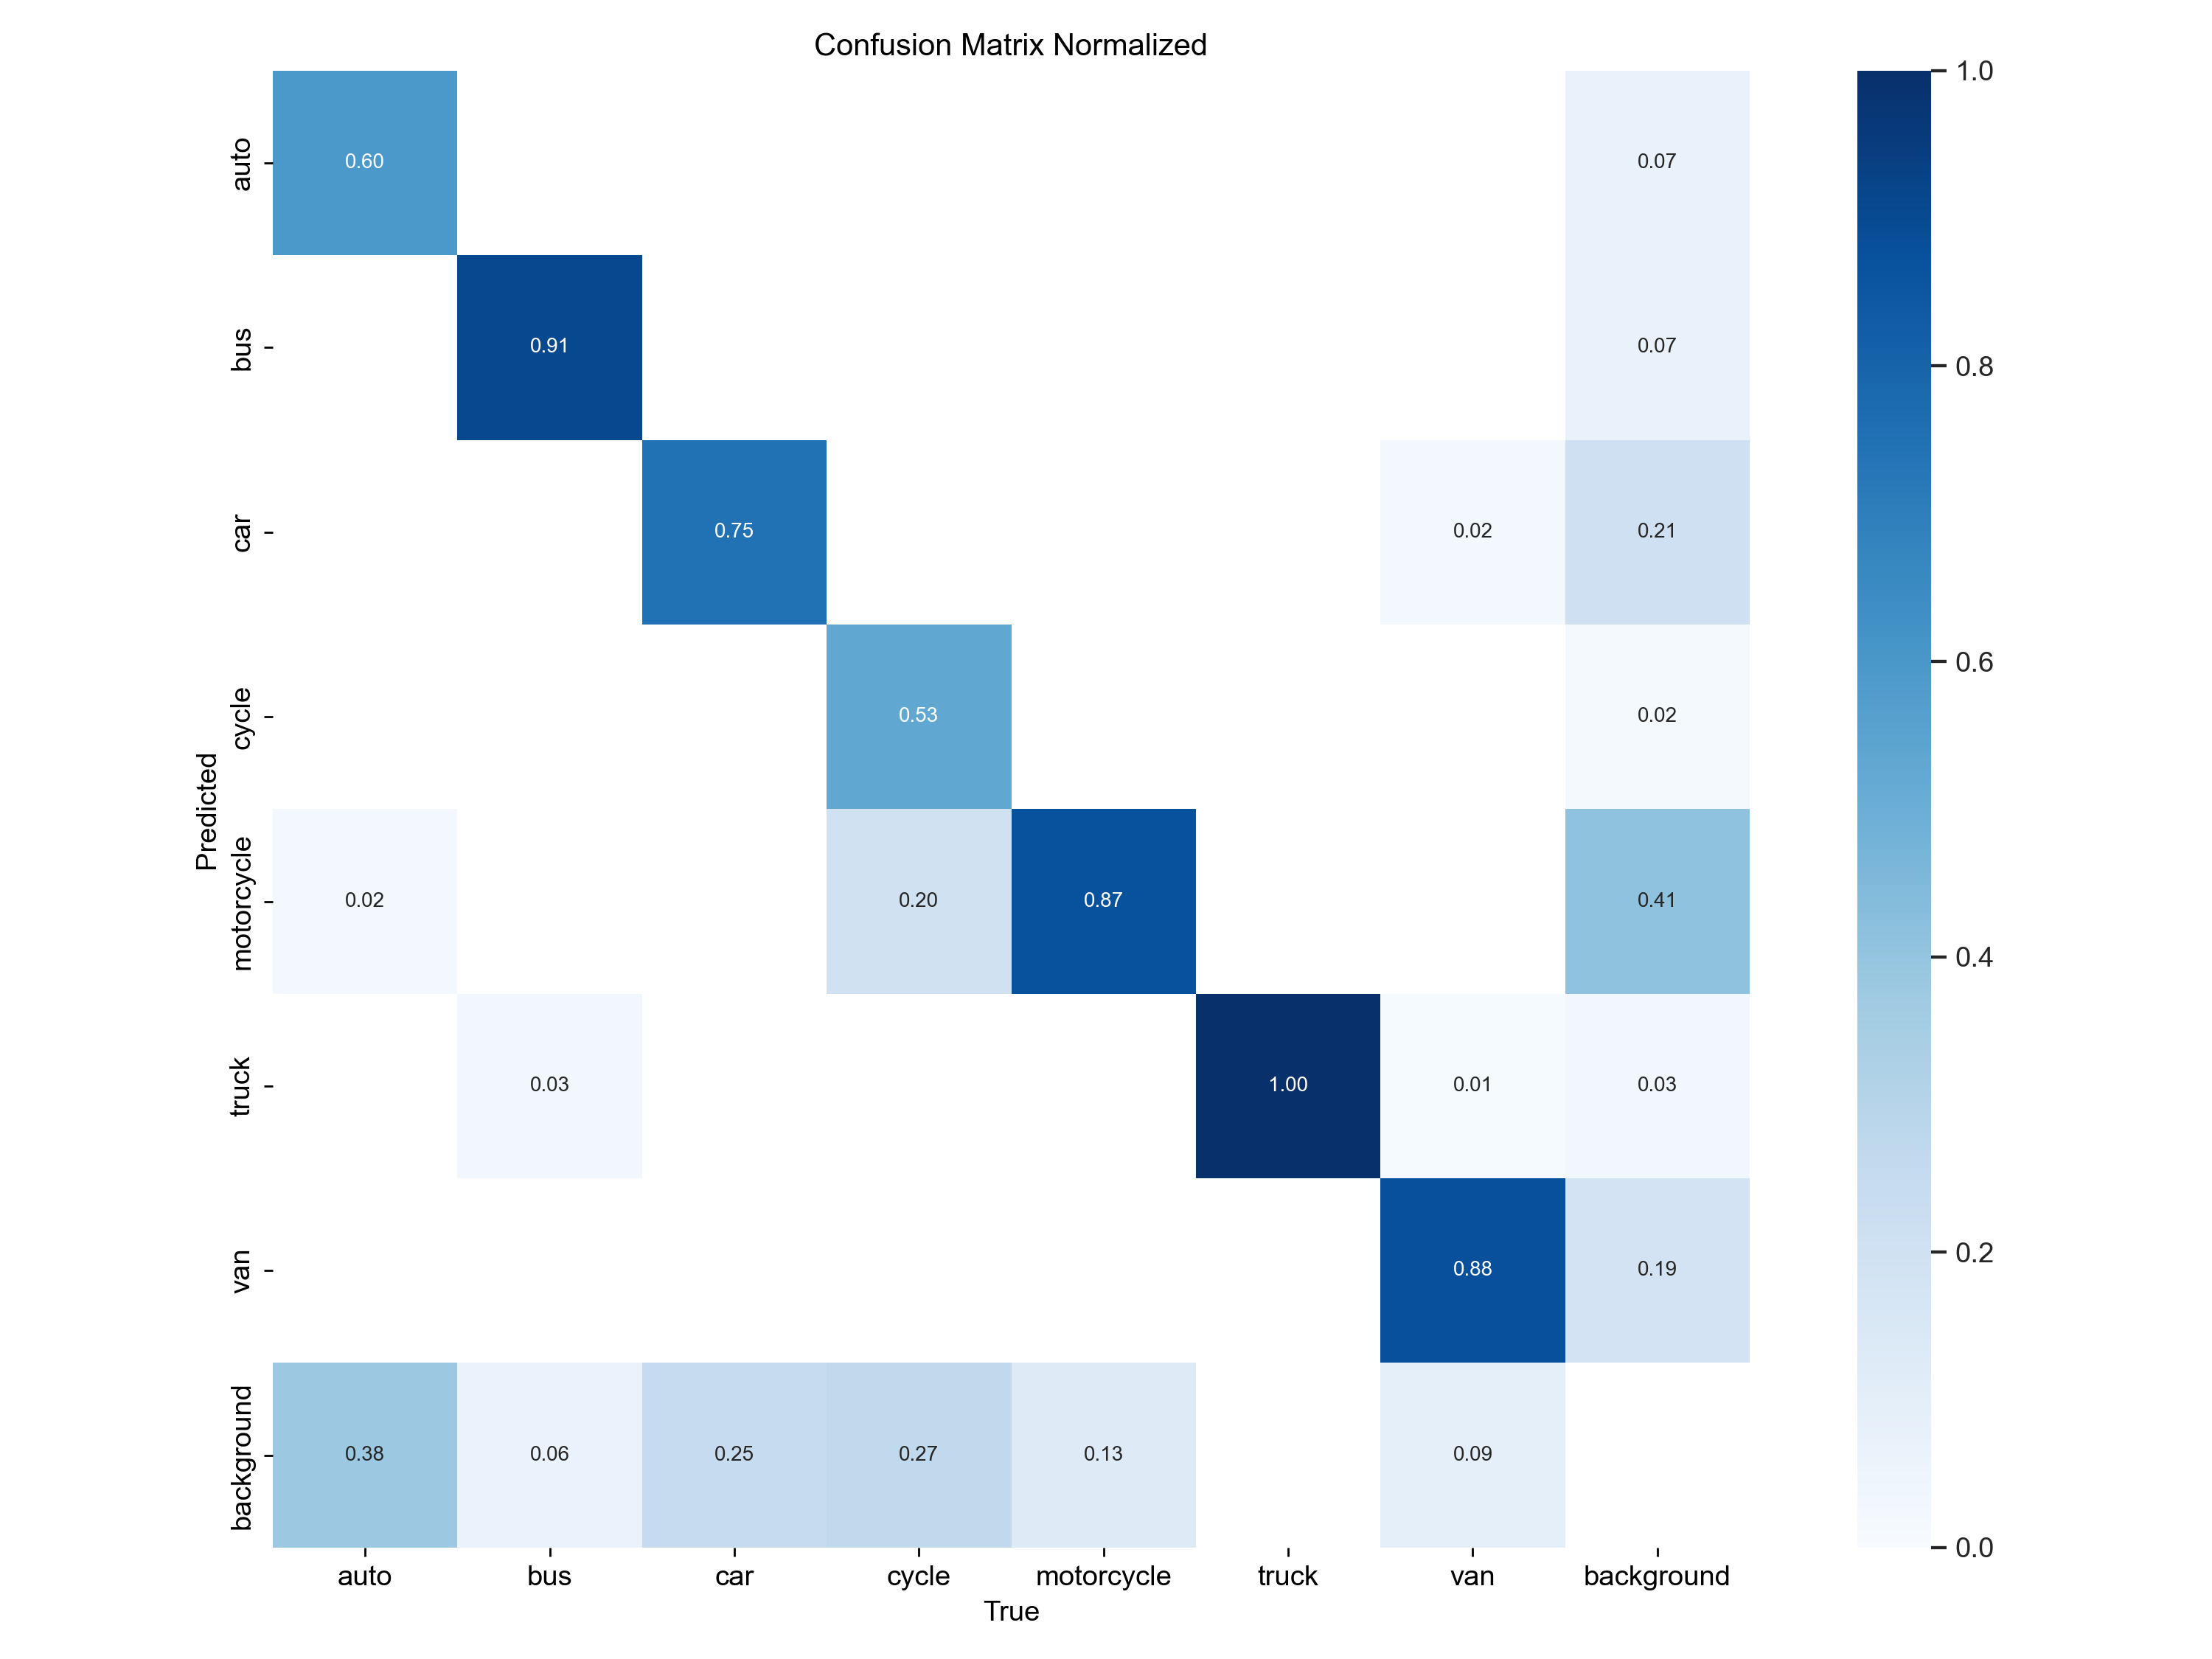 Confusion Matrix Normalized
auto
0.60
0.07
bus
0.91
0.07
car
0.75
0.02
0.21
cycle
0.53
0.02
motorcycle
0.02
0.20
0.87
0.41
truck
0.03
1.00
0.01
0.03
van
0.88
0.19
background
0.38
0.06
0.25
0.27
0.13
0.09
Predicted
auto
bus
car
cycle
motorcycle
truck
van
background
True
1.0
0.8
0.6
0.4
0.2
0.0